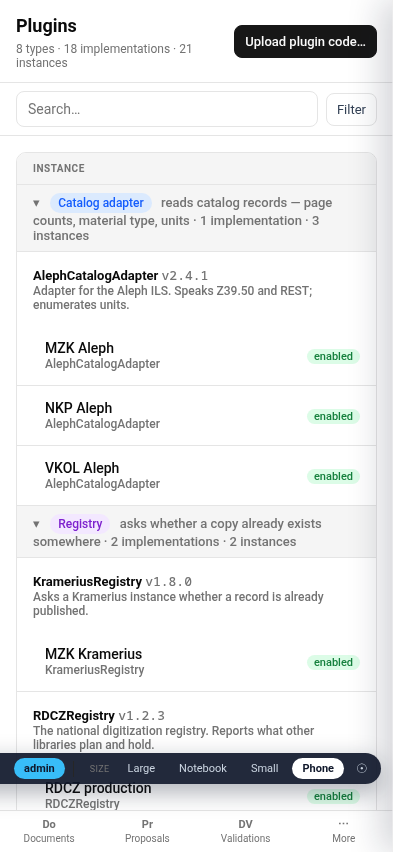 Plugins
8 types · 18 implementations · 21
instances
Upload plugin code…
Search…
Filter
INSTANCE
▾ Catalog adapter reads catalog records — page
counts, material type, units · 1 implementation · 3
instances
AlephCatalogAdapter v2.4.1
Adapter for the Aleph ILS. Speaks Z39.50 and REST;
enumerates units.
MZK Aleph
AlephCatalogAdapter
enabled
NKP Aleph
AlephCatalogAdapter
enabled
VKOL Aleph
AlephCatalogAdapter
enabled
▾ Registry asks whether a copy already exists
somewhere · 2 implementations · 2 instances
KrameriusRegistry v1.8.0
Asks a Kramerius instance whether a record is already
published.
MZK Kramerius
KrameriusRegistry
enabled
RDCZRegistry v1.2.3
The national digitization registry. Reports what other
libraries plan and hold.
admin SIZE Large Notebook Small Phone
RDCZ production
RDCZRegistry
enabled
Do Pr DV ···
Documents Proposals Validations More